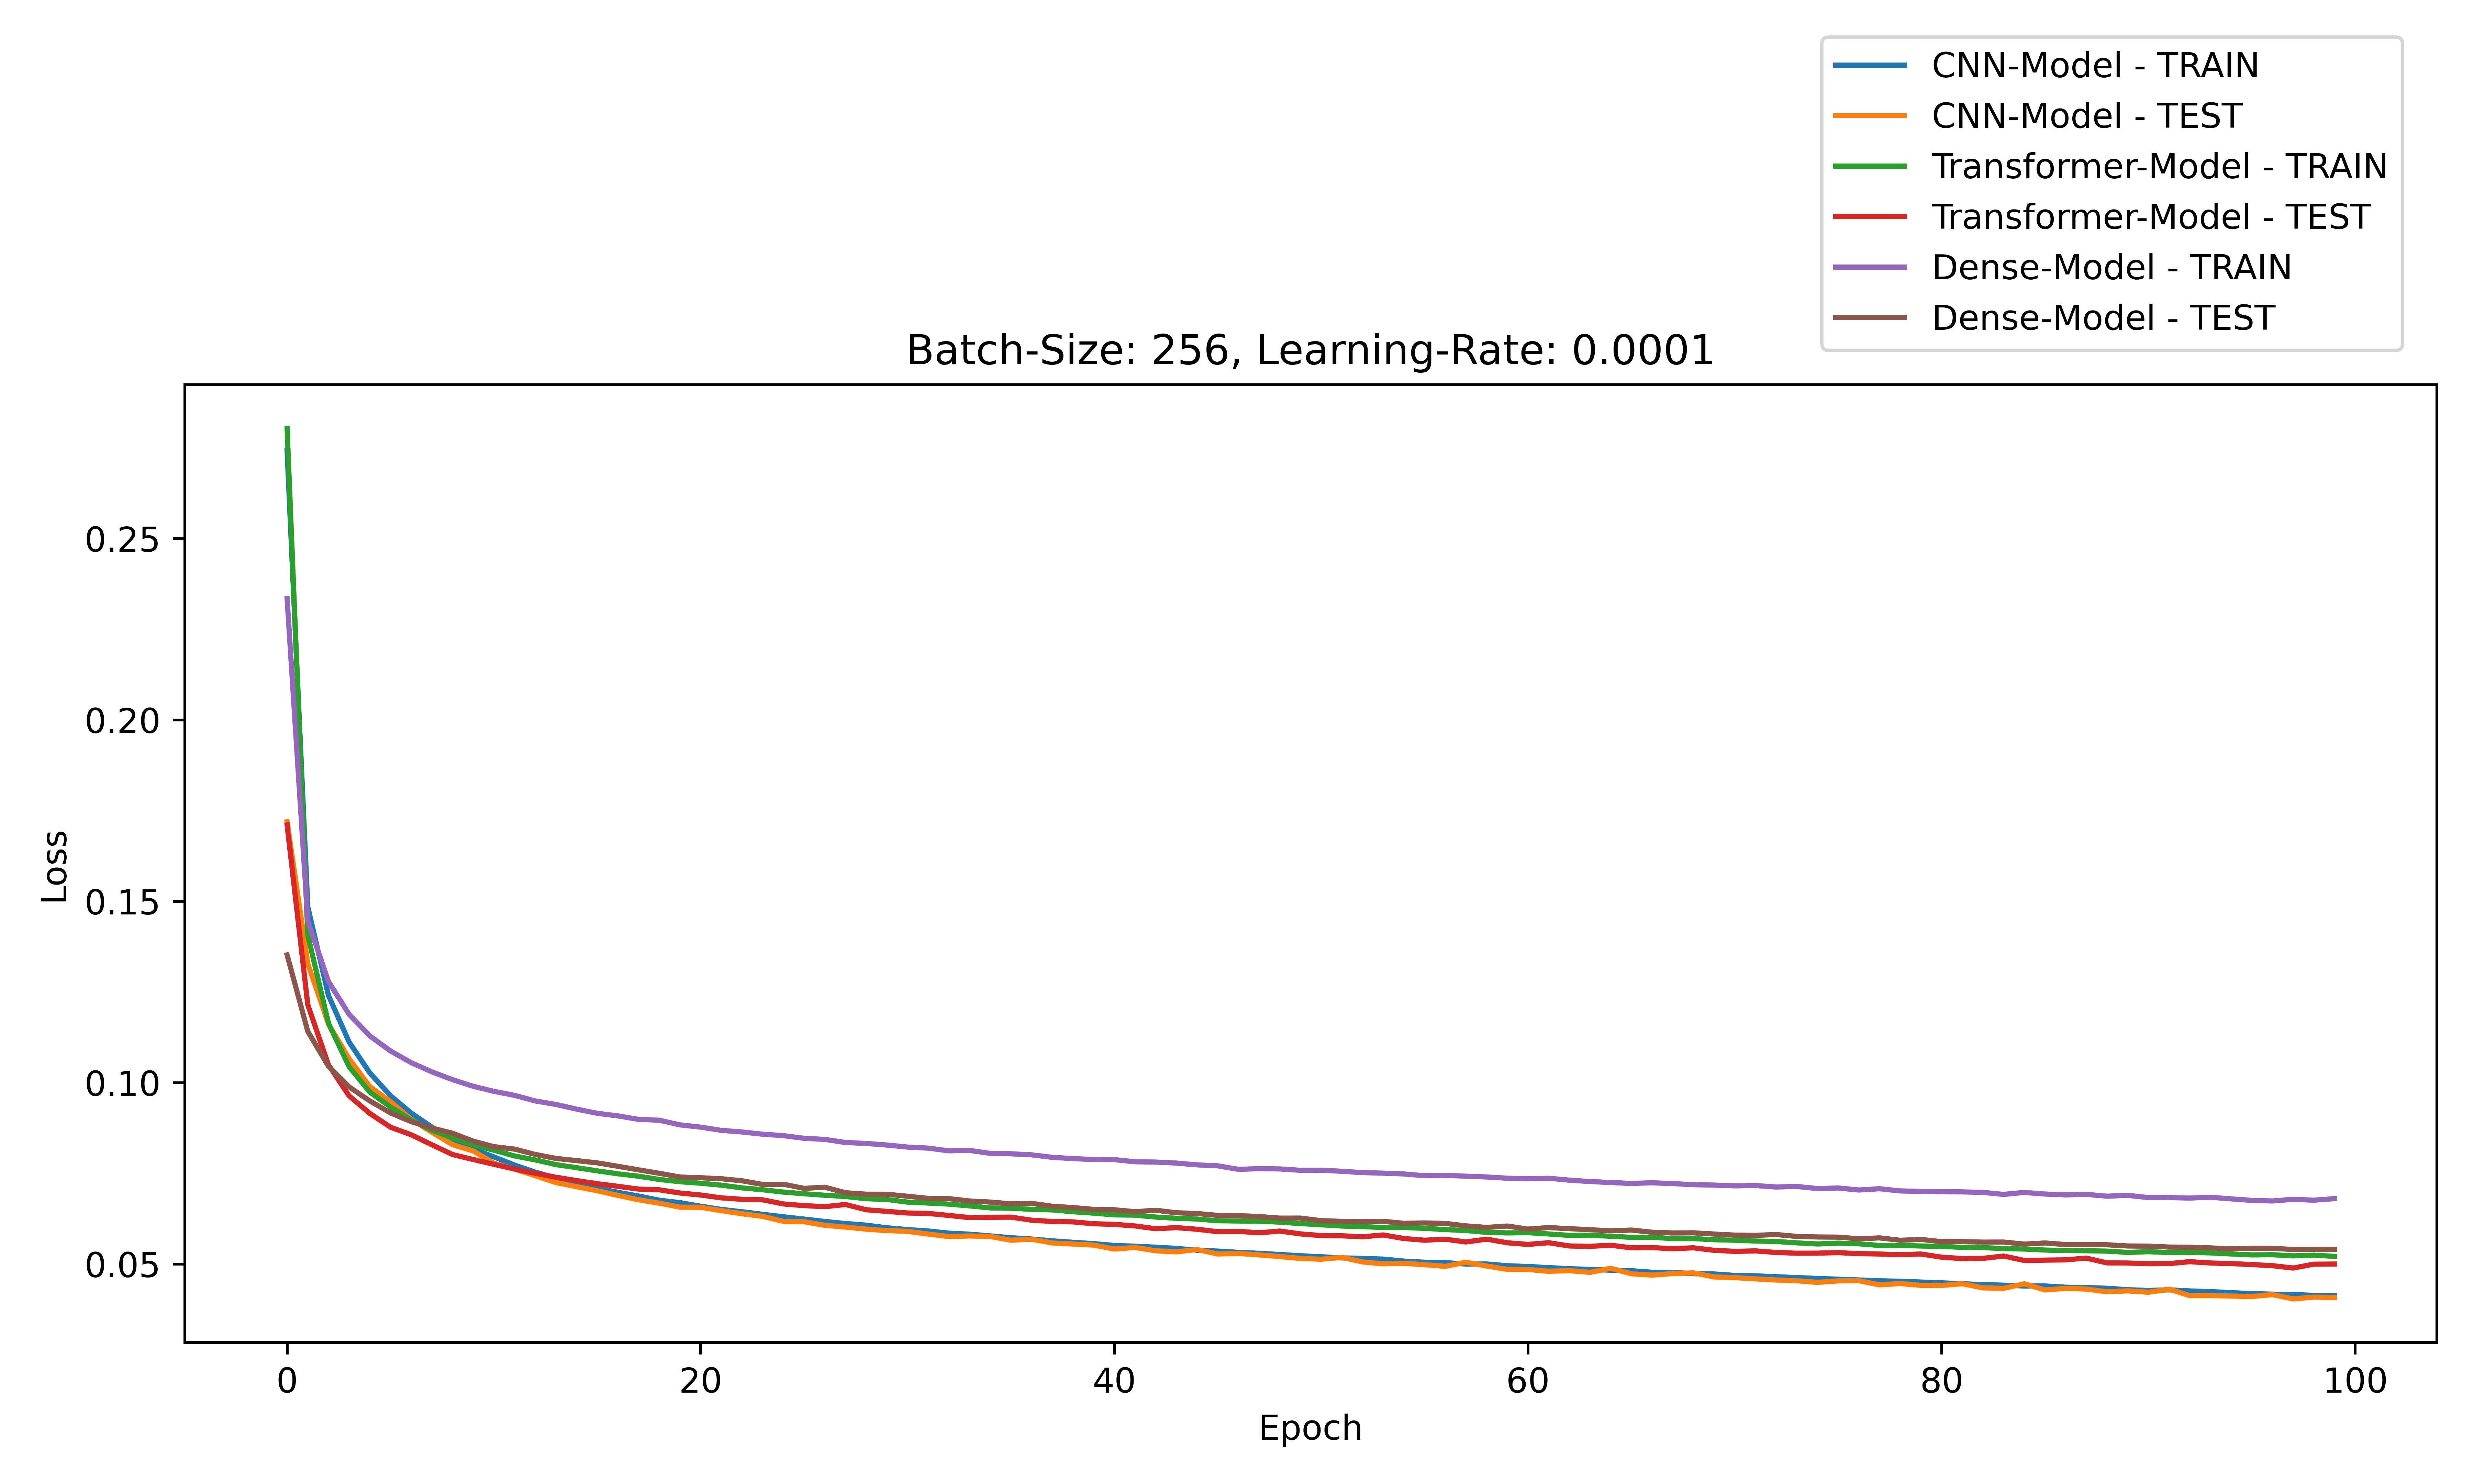 CNN-Model - TRAIN
CNN-Model - TEST
Transformer-Model - TRAIN
Transformer-Model - TEST
Dense-Model - TRAIN
Dense-Model - TEST
Batch-Size: 256, Learning-Rate: 0.0001
0.25
0.20
0.15
0.10
0.05
Loss
0 20 40 60 80 100
Epoch